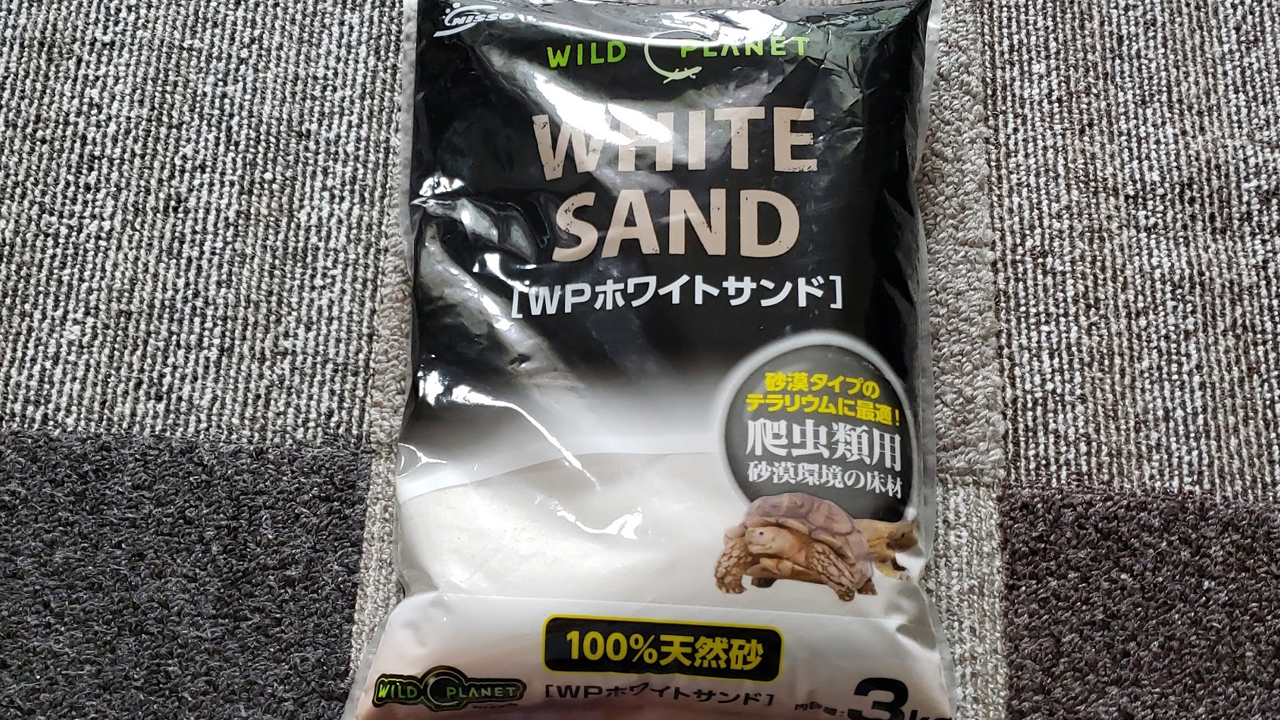 NISSO
WILD PLANET
WHITE
SAND
[WPホワイトサンド]
砂漠タイプの
テラリウムに最適!
爬虫類用
砂漠環境の床材
100%天然砂
WILD PLANET
[WPホワイトサンド]
3kg